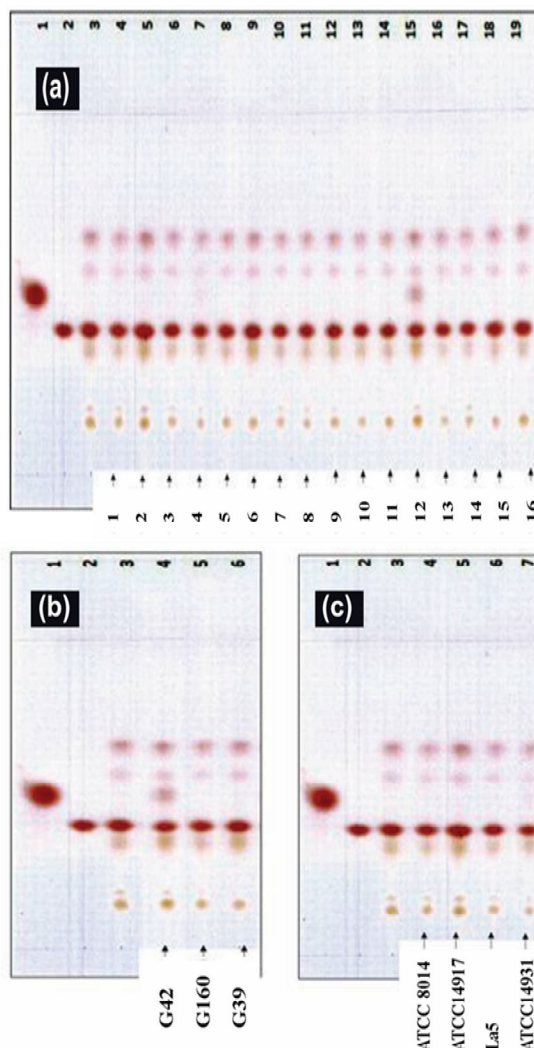 1 2 3 4 5 6 7 8 9 10 11 12 13 14 15 16 17 18 19
(a)
1 2 3 4 5 6 7 8 9 10 11 12 13 14 15 16
1 2 3 4 5 6
(b)
G42 G160 G39
1 2 3 4 5 6 7
(c)
ATCC 8014 ATCC14917 La5 ATCC14931